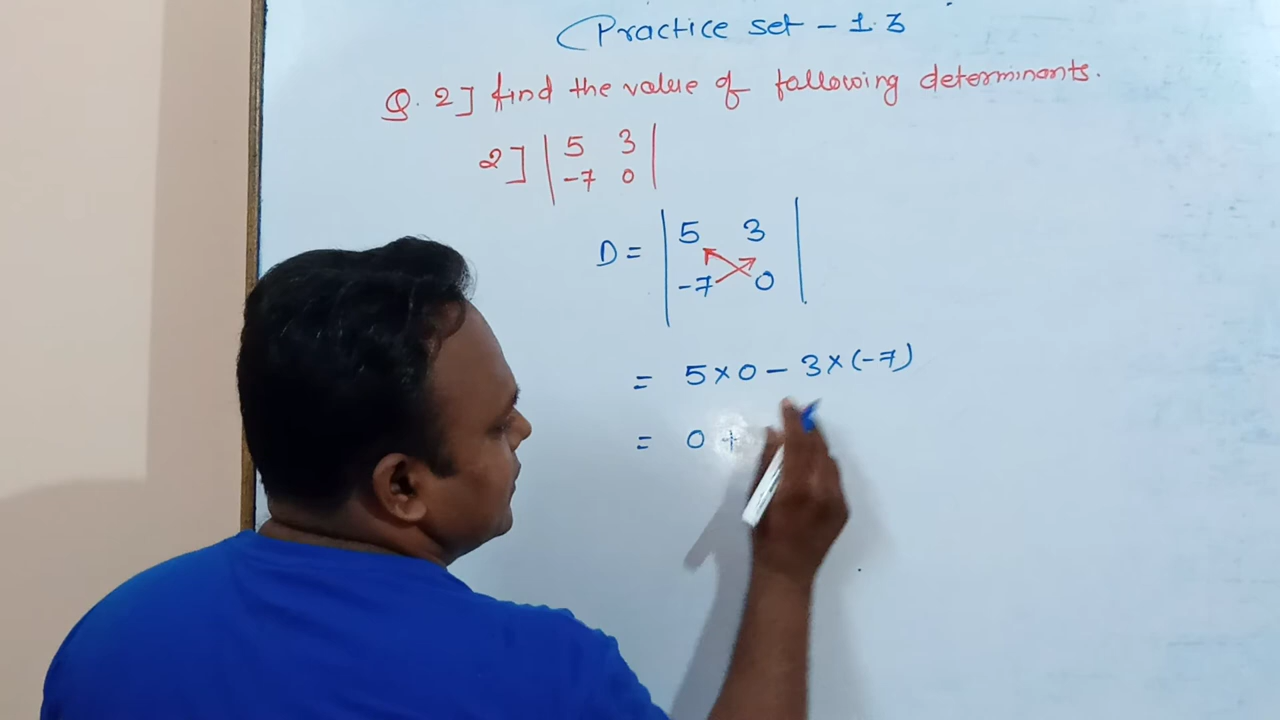 Practice set - 1.3
Q. 2] find the value of following determinants.
2] | 5 3 |
| -7 0 |
D = | 5 3 |
| -7 0 |
= 5 × 0 - 3 × (-7)
= 0 +